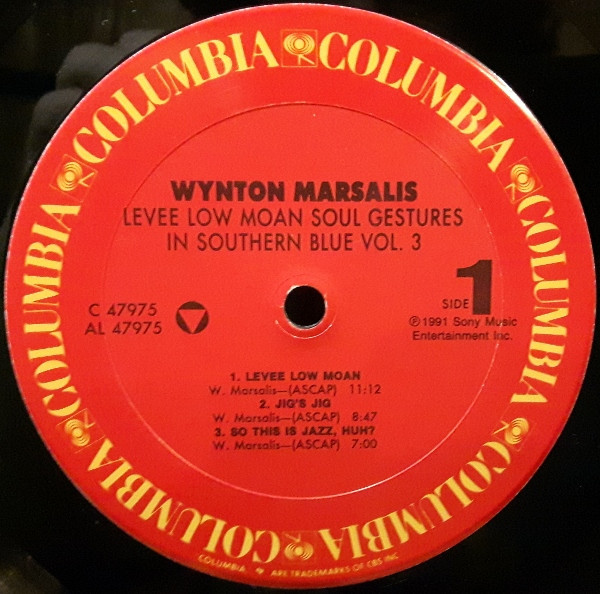 COLUMBIA COLUMBIA COLUMBIA COLUMBIA COLUMBIA COLUMBIA COLUMBIA
WYNTON MARSALIS
LEVEE LOW MOAN SOUL GESTURES
IN SOUTHERN BLUE VOL. 3
C 47975
AL 47975
SIDE 1
℗1991 Sony Music
Entertainment Inc.
1. LEVEE LOW MOAN
W. Marsalis—(ASCAP) 11:12
2. JIG'S JIG
W. Marsalis—(ASCAP) 8:47
3. SO THIS IS JAZZ, HUH?
W. Marsalis—(ASCAP) 7:00
COLUMBIA ARE TRADEMARKS OF CBS INC